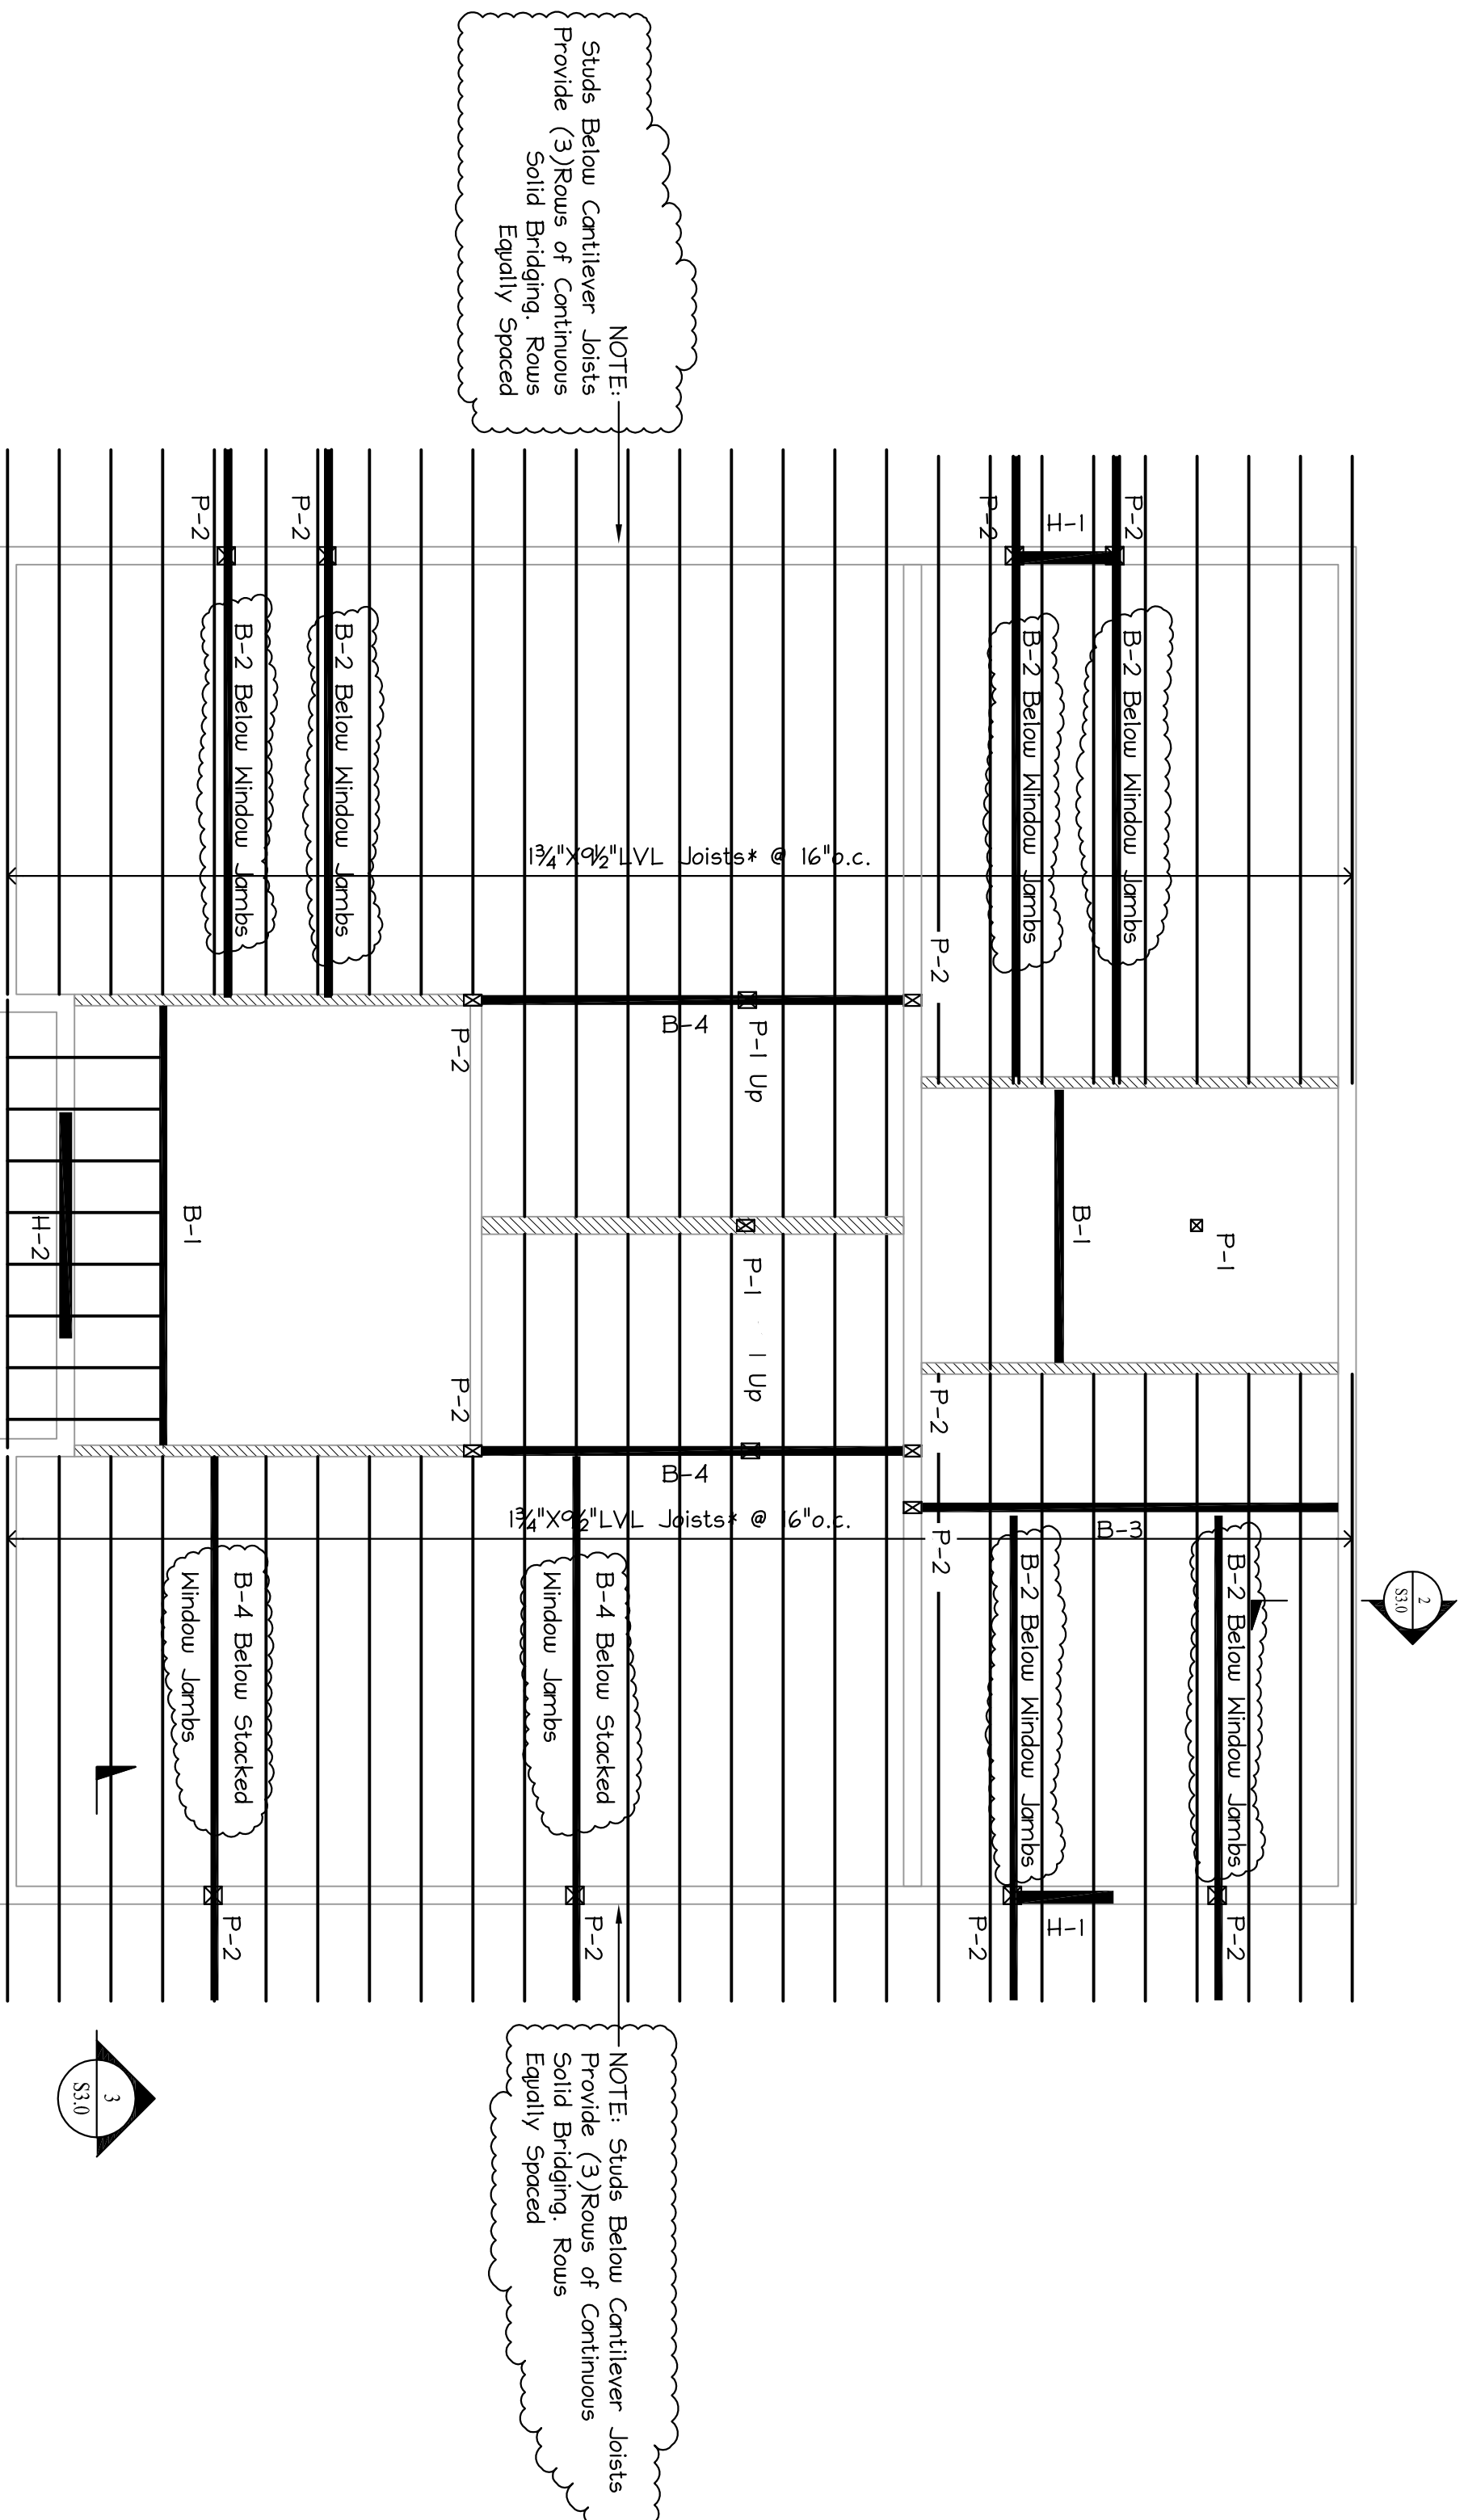 NOTE:
Studs Below Cantilever Joists
Provide (3)Rows of Continuous
Solid Bridging. Rows
Equally Spaced
P-2
P-2
P-2
H-1
P-2
B-2 Below Window Jambs
B-2 Below Window Jambs
B-2 Below Window Jambs
B-2 Below Window Jambs
1¾"X9½"LVL Joists* @ 16"o.c.
P-2
P-2
B-4
P-1 Up
B-1
H-2
B-1
P-1
P-1
1 Up
P-2
P-2
B-4
1¾"X9½"LVL Joists* @ 16"o.c.
P-2
B-3
B-4 Below Stacked
Window Jambs
B-4 Below Stacked
Window Jambs
B-2 Below Window Jambs
B-2 Below Window Jambs
2
S3.0
P-2
P-2
P-2
H-1
P-2
3
S3.0
NOTE: Studs Below Cantilever Joists
Provide (3)Rows of Continuous
Solid Bridging. Rows
Equally Spaced